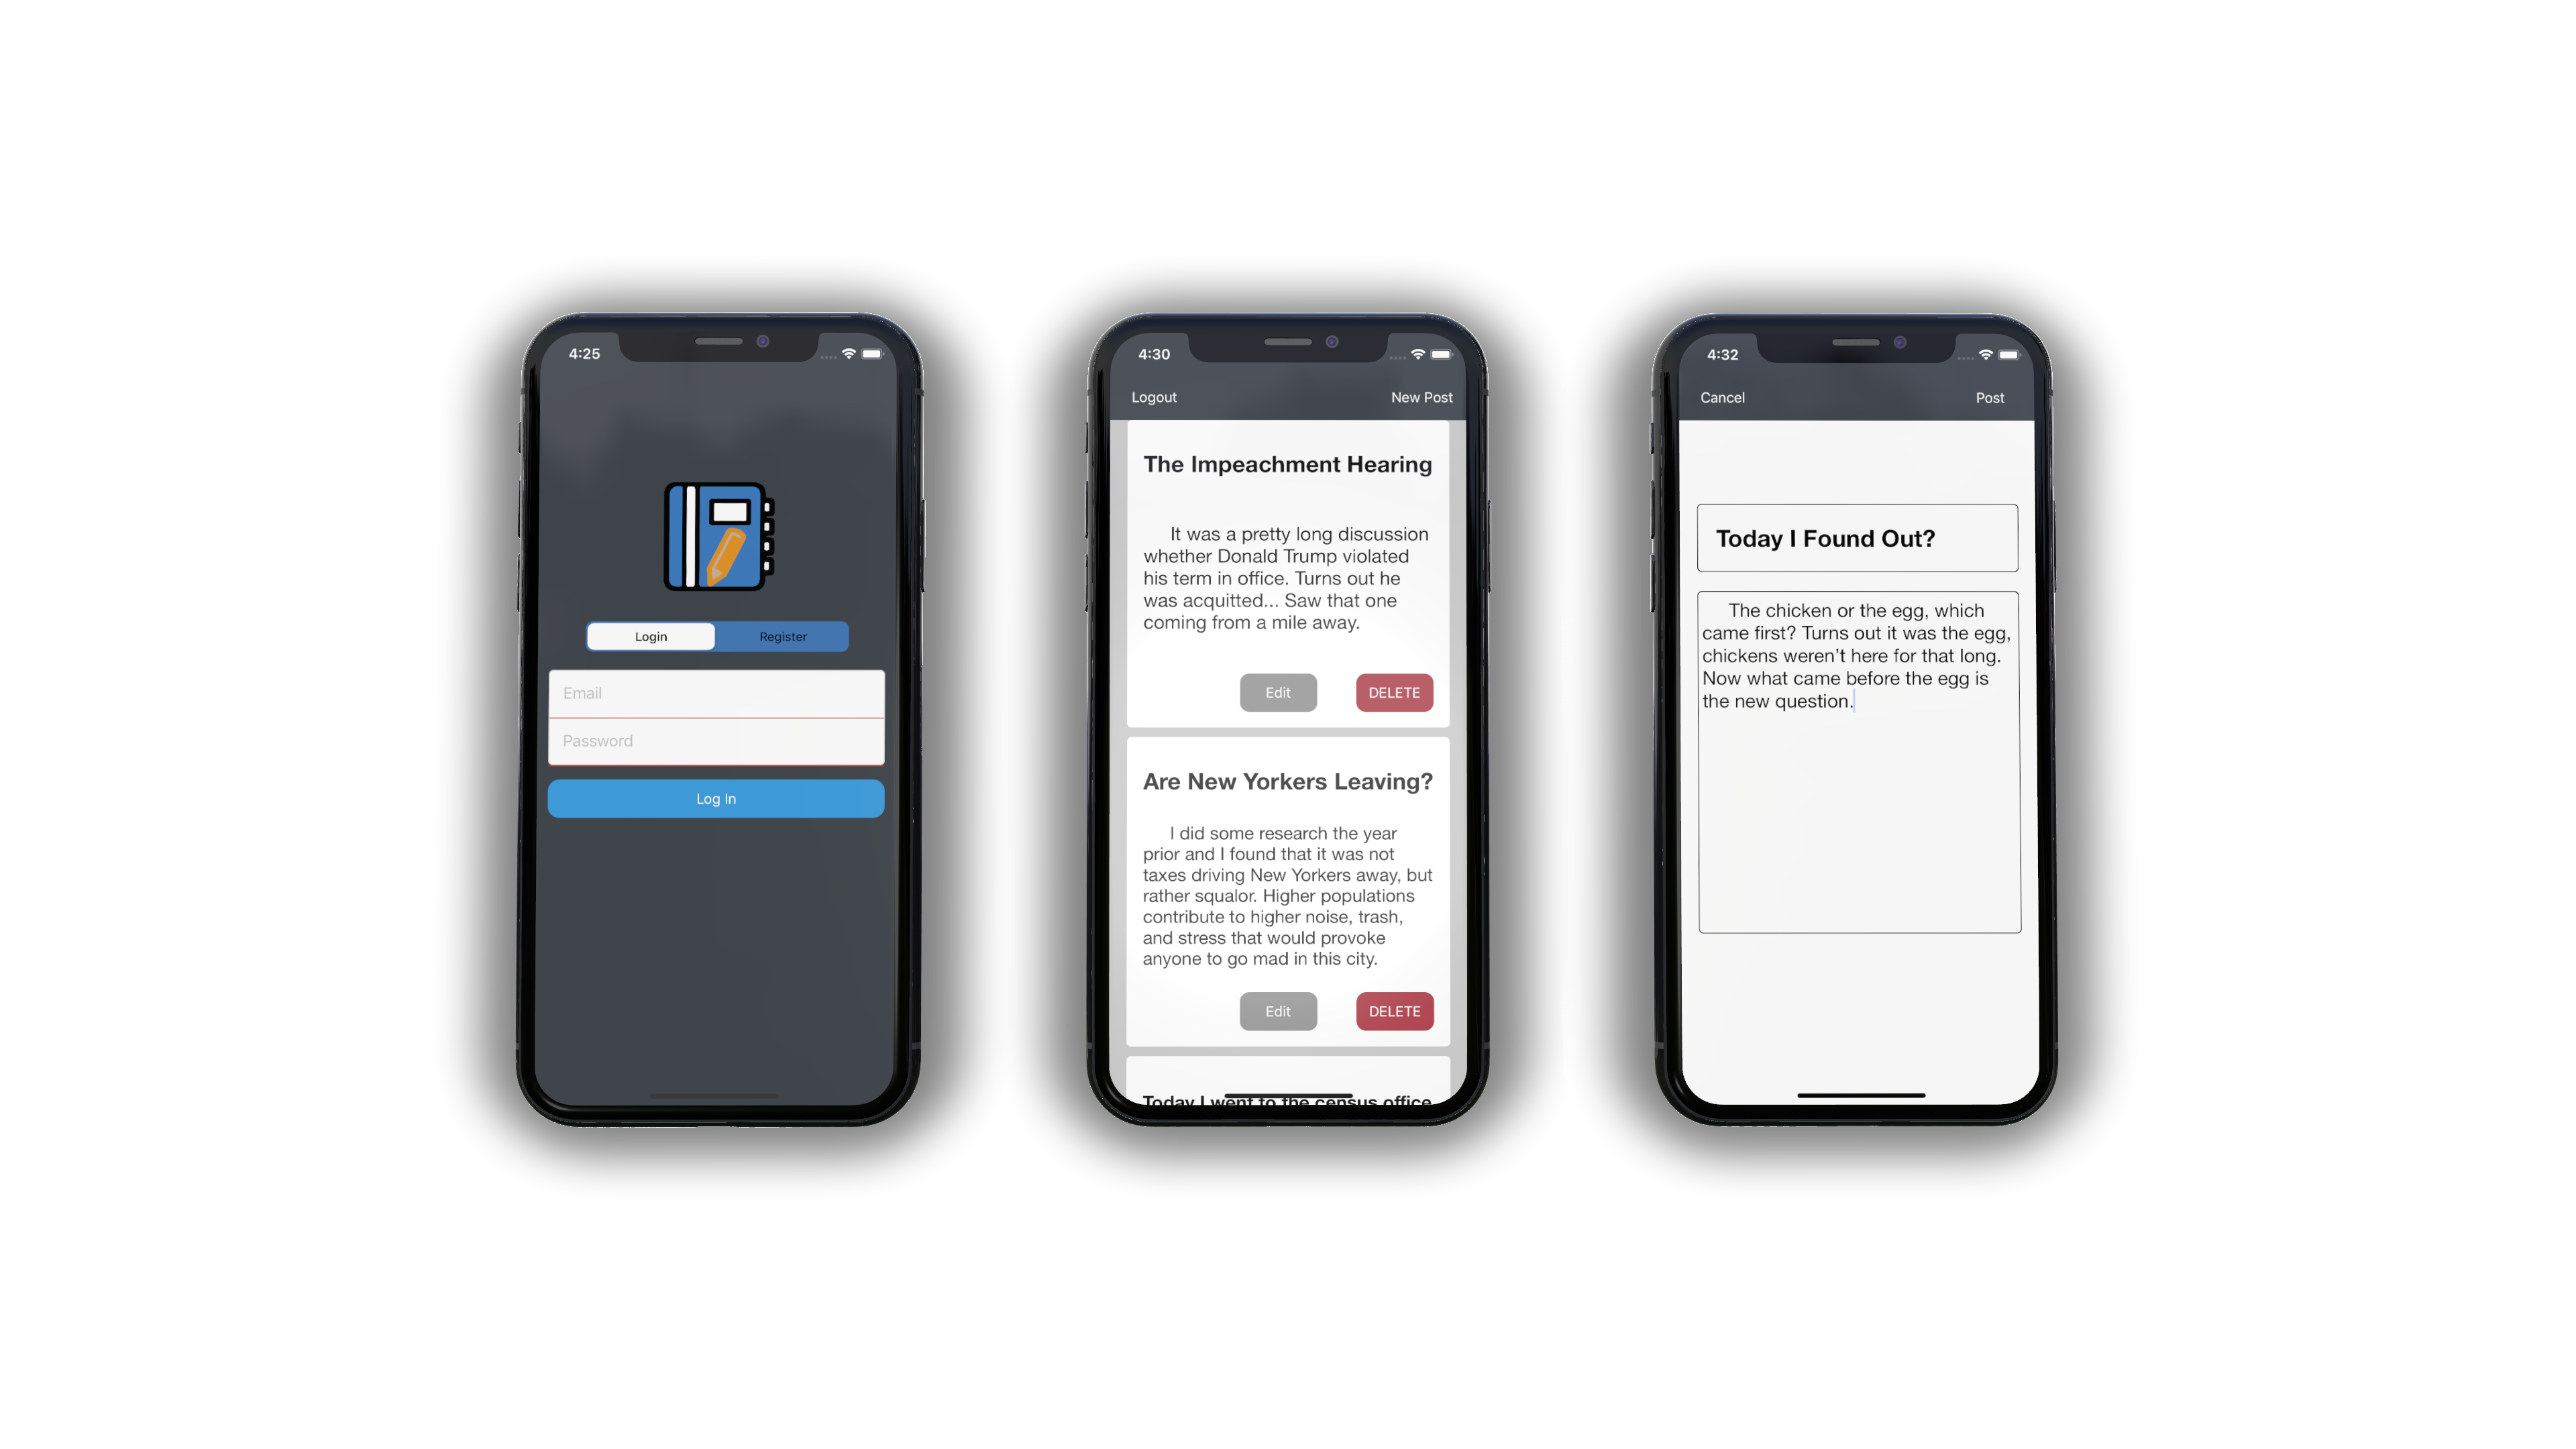 4:25
Login
Register
Email
Password
Log In
4:30
Logout
New Post
The Impeachment Hearing
It was a pretty long discussion
whether Donald Trump violated
his term in office. Turns out he
was acquitted... Saw that one
coming from a mile away.
Edit
DELETE
Are New Yorkers Leaving?
I did some research the year
prior and I found that it was not
taxes driving New Yorkers away, but
rather squalor. Higher populations
contribute to higher noise, trash,
and stress that would provoke
anyone to go mad in this city.
Edit
DELETE
Today I went to the census office
4:32
Cancel
Post
Today I Found Out?
The chicken or the egg, which
came first? Turns out it was the egg,
chickens weren't here for that long.
Now what came before the egg is
the new question.